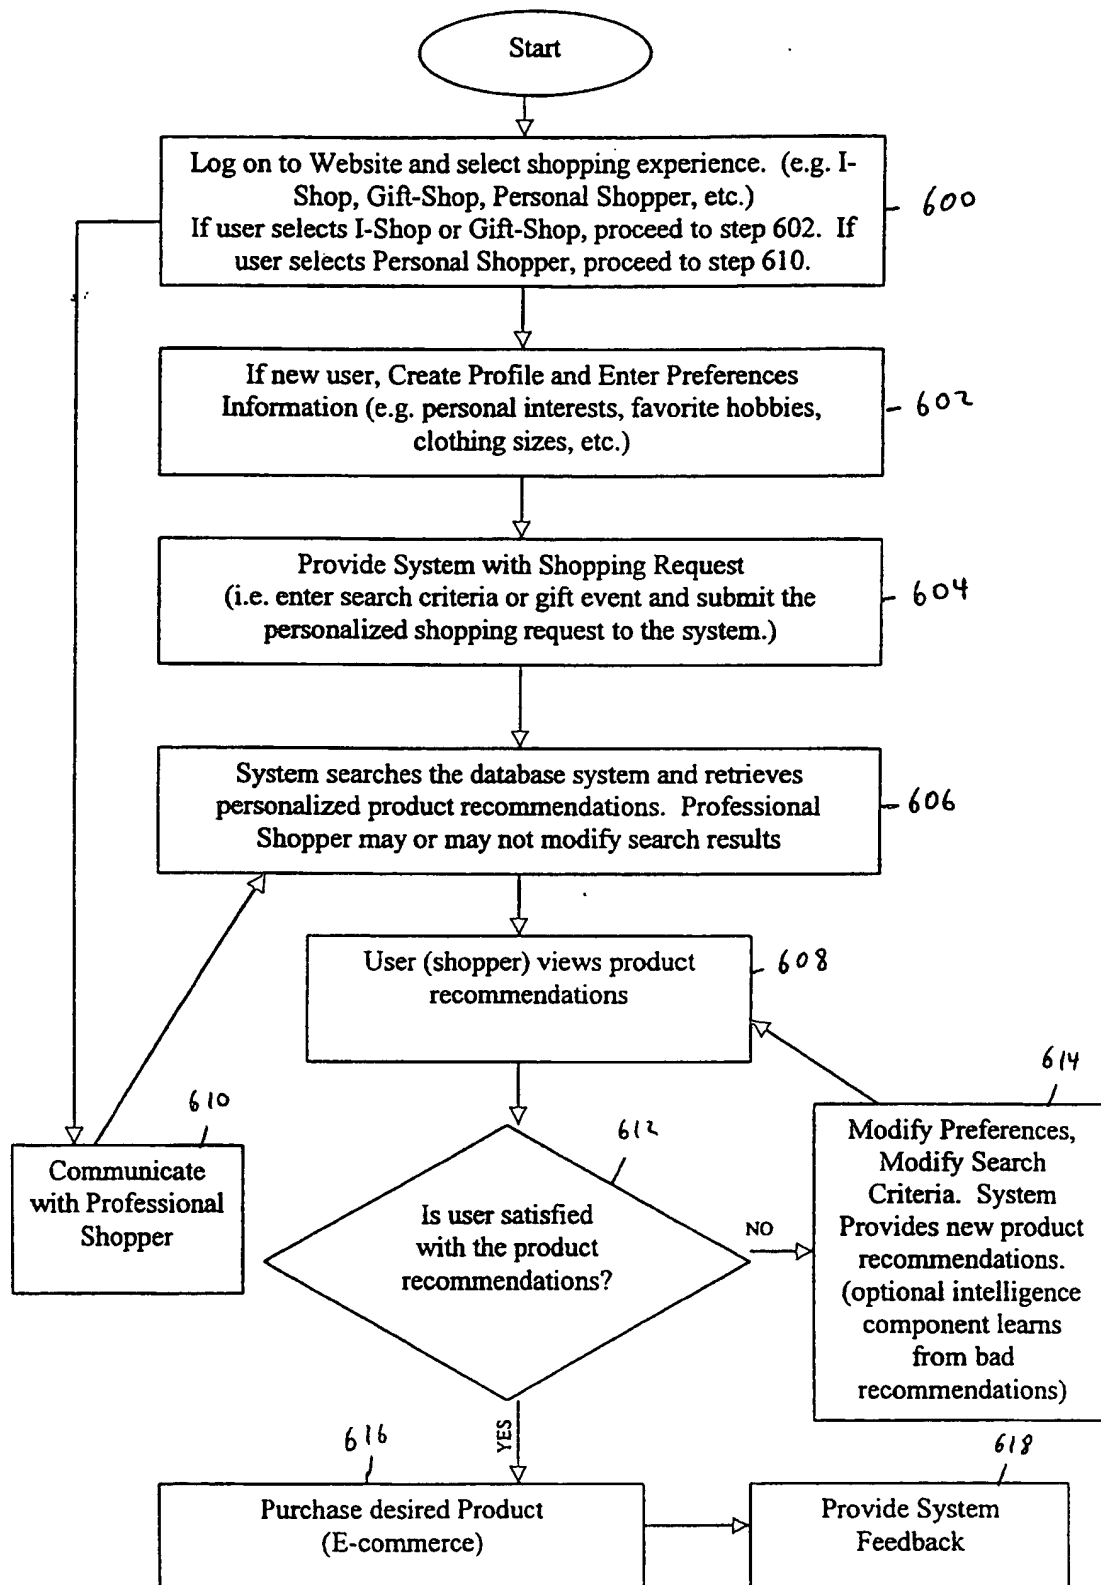 Start
Log on to Website and select shopping experience. (e.g. I-
Shop, Gift-Shop, Personal Shopper, etc.)
If user selects I-Shop or Gift-Shop, proceed to step 602. If
user selects Personal Shopper, proceed to step 610.
600
If new user, Create Profile and Enter Preferences
Information (e.g. personal interests, favorite hobbies,
clothing sizes, etc.)
602
Provide System with Shopping Request
(i.e. enter search criteria or gift event and submit the
personalized shopping request to the system.)
604
System searches the database system and retrieves
personalized product recommendations. Professional
Shopper may or may not modify search results
606
User (shopper) views product
recommendations
608
610
Communicate
with Professional
Shopper
612
Is user satisfied
with the product
recommendations?
NO
614
Modify Preferences,
Modify Search
Criteria. System
Provides new product
recommendations.
(optional intelligence
component learns
from bad
recommendations)
YES
616
Purchase desired Product
(E-commerce)
618
Provide System
Feedback